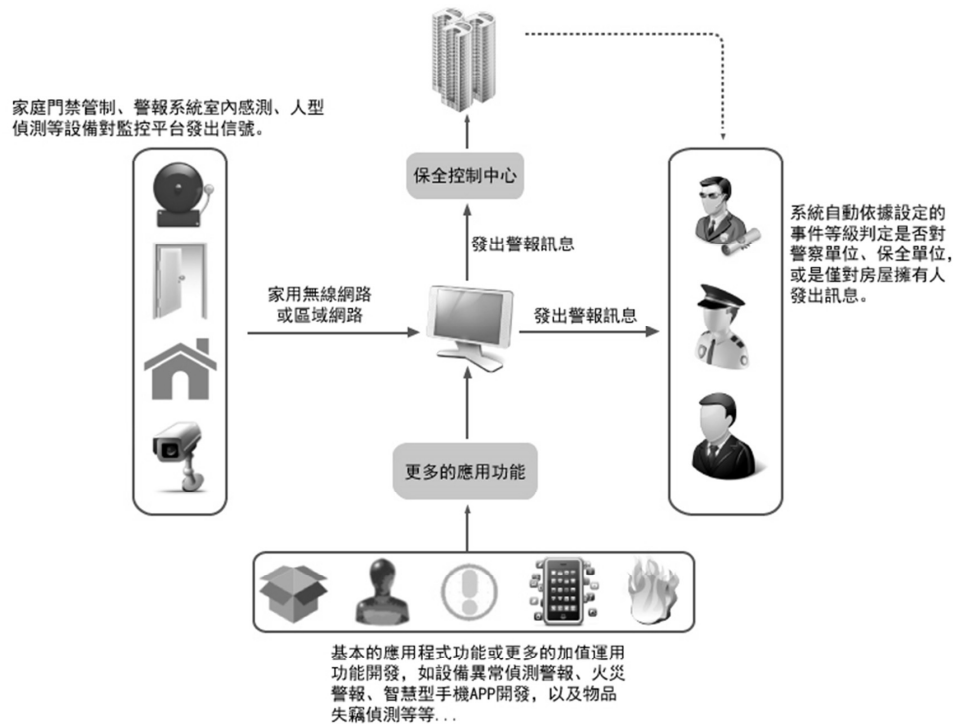 家庭門禁管制、警報系統室內感測、人型
偵測等設備對監控平台發出信號。
保全控制中心
發出警報訊息
系統自動依據設定的
事件等級判定是否對
警察單位、保全單位，
或是僅對房屋擁有人
發出訊息。
家用無線網路
或區域網路
發出警報訊息
更多的應用功能
基本的應用程式功能或更多的加值運用
功能開發，如設備異常偵測警報、火災
警報、智慧型手機APP開發，以及物品
失竊偵測等等...